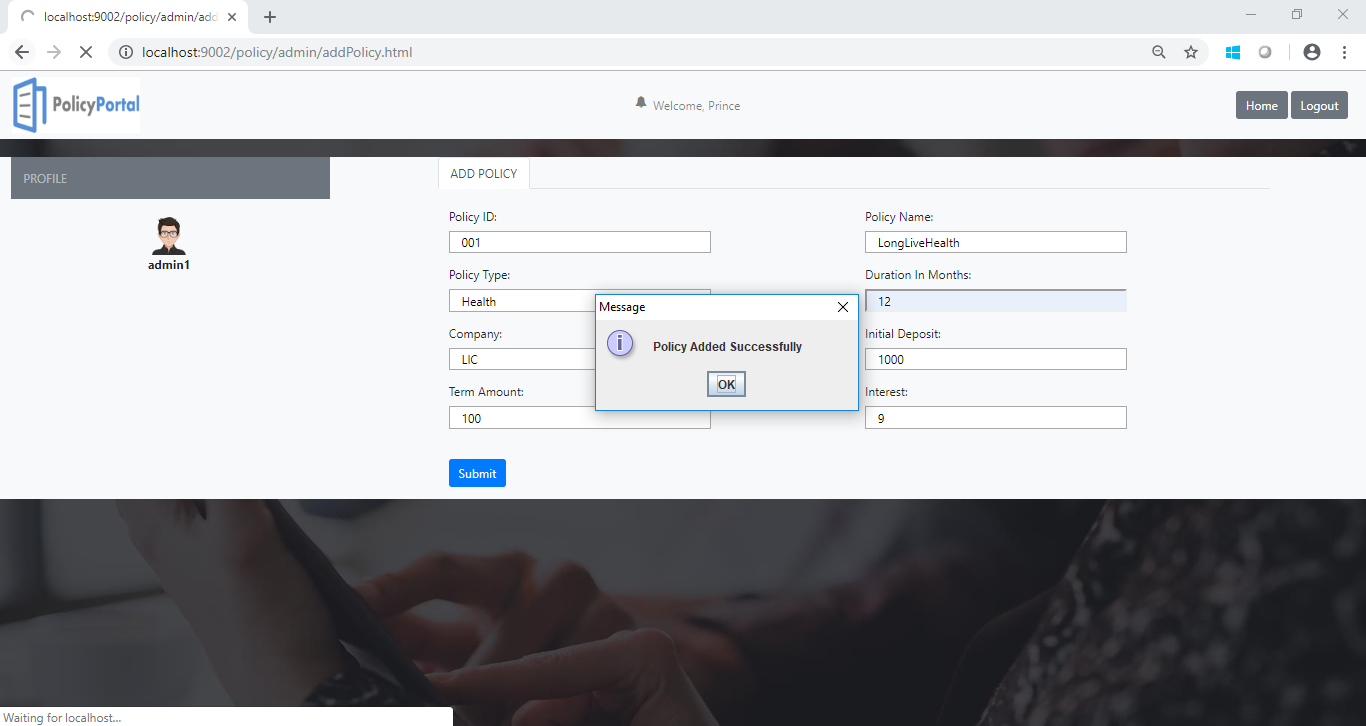 localhost:9002/policy/admin/add
localhost:9002/policy/admin/addPolicy.html
PolicyPortal
Welcome, Prince
Home
Logout
PROFILE
admin1
ADD POLICY
Policy ID:
Policy Name:
001
LongLiveHealth
Policy Type:
Duration In Months:
Health
12
Message
Policy Added Successfully
OK
Company:
Initial Deposit:
LIC
1000
Term Amount:
Interest:
100
9
Submit
Waiting for localhost...